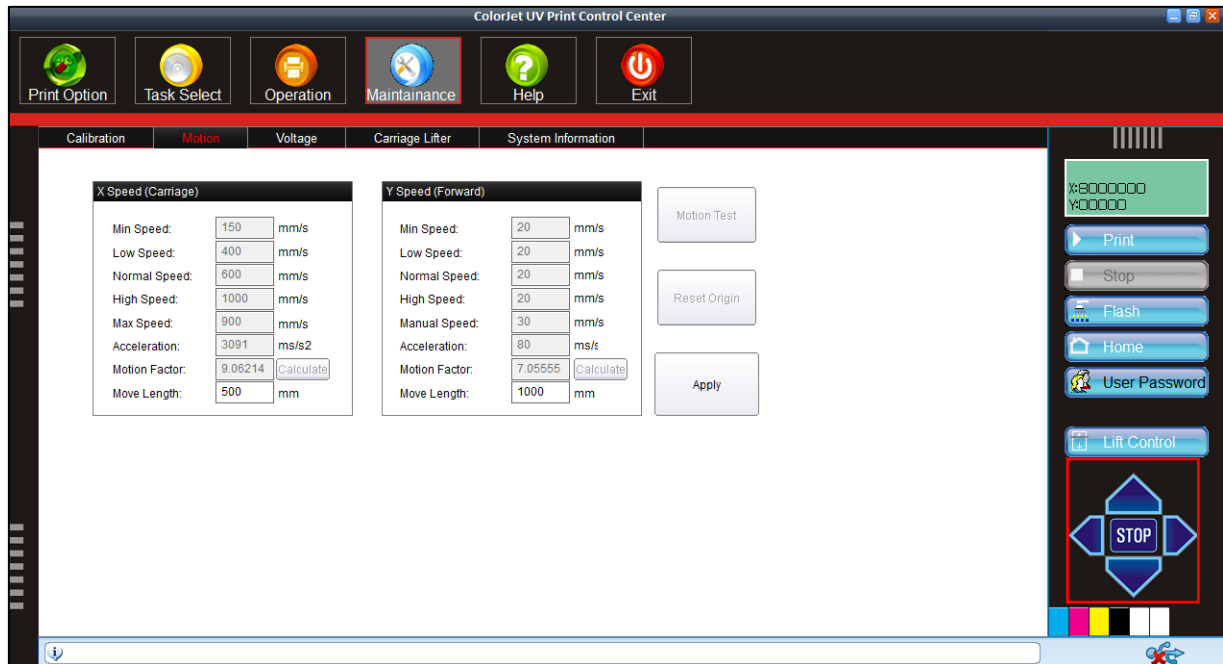 ColorJet UV Print Control Center
Print Option Task Select Operation Maintainance Help Exit
Calibration Motion Voltage Carriage Lifter System Information
X Speed (Carriage)
Min Speed: 150 mm/s
Low Speed: 400 mm/s
Normal Speed: 600 mm/s
High Speed: 1000 mm/s
Max Speed: 900 mm/s
Acceleration: 3091 ms/s2
Motion Factor: 9.06214 Calculate
Move Length: 500 mm
Y Speed (Forward)
Min Speed: 20 mm/s
Low Speed: 20 mm/s
Normal Speed: 20 mm/s
High Speed: 20 mm/s
Manual Speed: 30 mm/s
Acceleration: 80 ms/s
Motion Factor: 7.05555 Calculate
Move Length: 1000 mm
Motion Test
Reset Origin
Apply
X:8000000
Y:00000
Print
Stop
Flash
Home
User Password
Lift Control
STOP